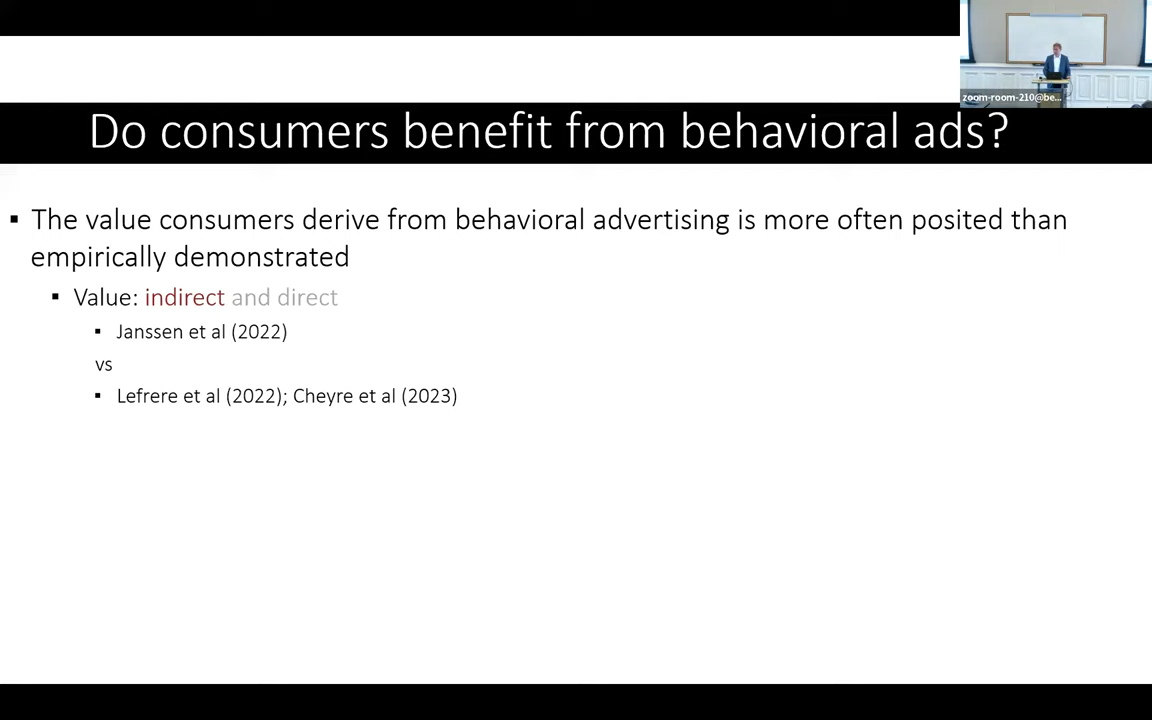 zoom-room-210@be...
Do consumers benefit from behavioral ads?
▪ The value consumers derive from behavioral advertising is more often posited than
empirically demonstrated
▪ Value: indirect and direct
▪ Janssen et al (2022)
vs
▪ Lefrere et al (2022); Cheyre et al (2023)